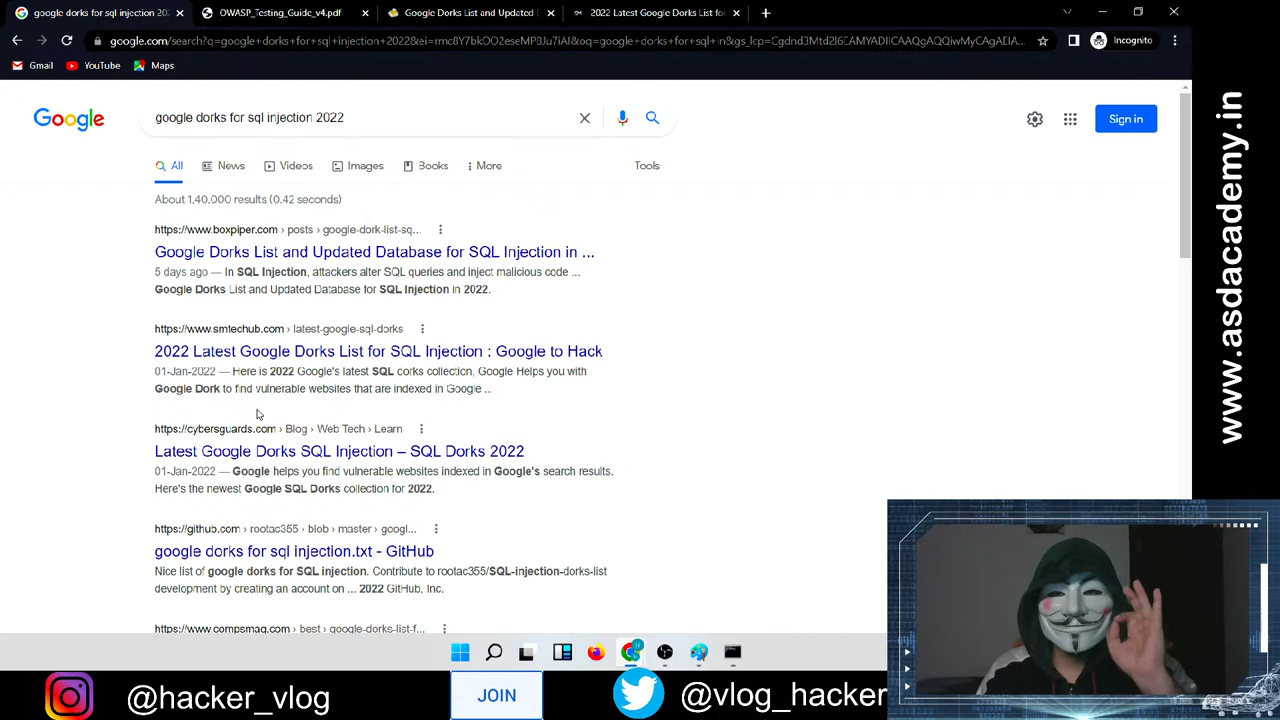 google dorks for sql injection 202
OWASP_Testing_Guide_v4.pdf
Google Dorks List and Updated D
2022 Latest Google Dorks List for
Incognito
Gmail
YouTube
Maps
Google
google dorks for sql injection 2022
Sign in
All
News
Videos
Images
Books
More
Tools
About 1,40,000 results (0.42 seconds)
https://www.boxpiper.com › posts › google-dork-list-sq...
Google Dorks List and Updated Database for SQL Injection in ...
5 days ago — In SQL Injection, attackers alter SQL queries and inject malicious code ...
Google Dorks List and Updated Database for SQL Injection in 2022.
https://www.smtechub.com › latest-google-sql-dorks
2022 Latest Google Dorks List for SQL Injection : Google to Hack
01-Jan-2022 — Here is 2022 Google's latest SQL dorks collection. Google Helps you with
Google Dork to find vulnerable websites that are indexed in Google ...
https://cybersguards.com › Blog › Web Tech › Learn
Latest Google Dorks SQL Injection – SQL Dorks 2022
01-Jan-2022 — Google helps you find vulnerable websites indexed in Google's search results.
Here's the newest Google SQL Dorks collection for 2022.
https://github.com › rootac355 › blob › master › googl...
google dorks for sql injection.txt - GitHub
Nice list of google dorks for SQL injection. Contribute to rootac355/SQL-injection-dorks-list
development by creating an account on ... 2022 GitHub, Inc.
https://www.compsmag.com › best › google-dorks-list-f...
www.asdacademy.in
@hacker_vlog
JOIN
@vlog_hacker